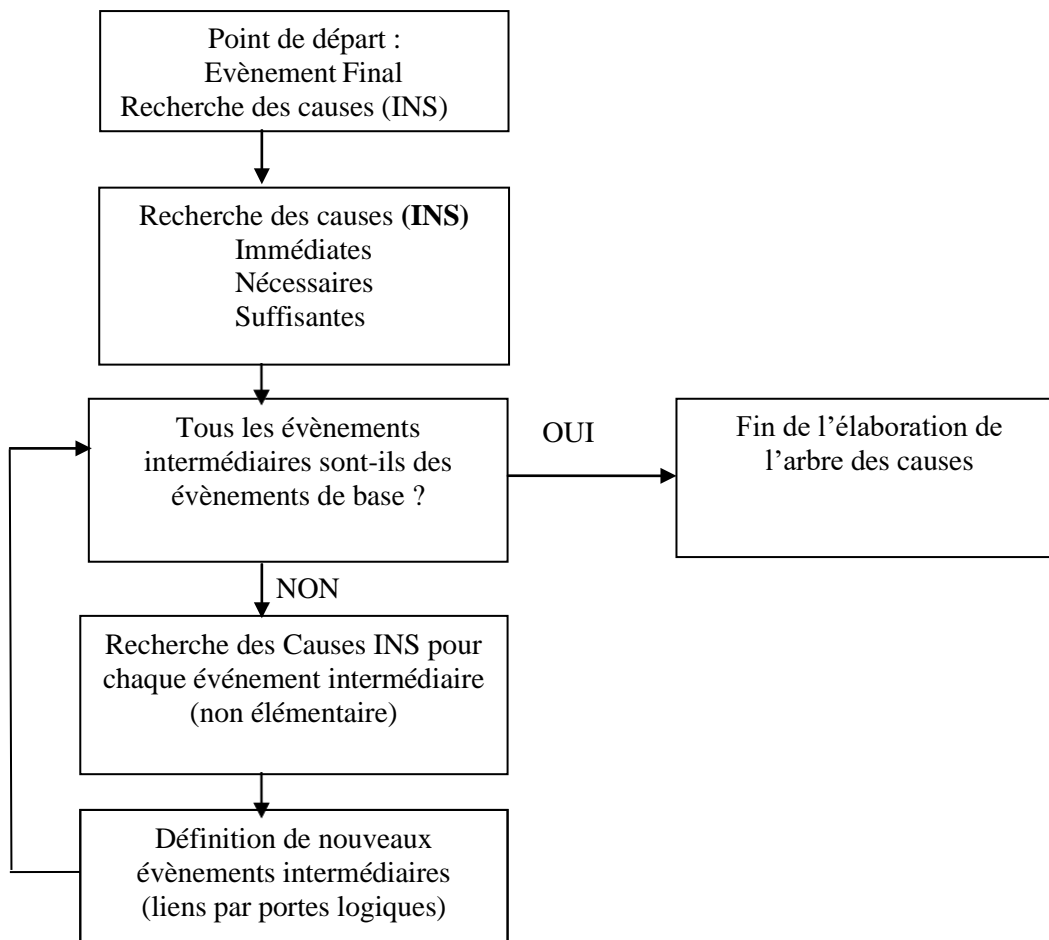 Point de départ :
Evènement Final
Recherche des causes (INS)
Recherche des causes (INS)
Immédiates
Nécessaires
Suffisantes
Tous les évènements
intermédiaires sont-ils des
évènements de base ?
OUI
Fin de l’élaboration de
l’arbre des causes
NON
Recherche des Causes INS pour
chaque événement intermédiaire
(non élémentaire)
Définition de nouveaux
évènements intermédiaires
(liens par portes logiques)